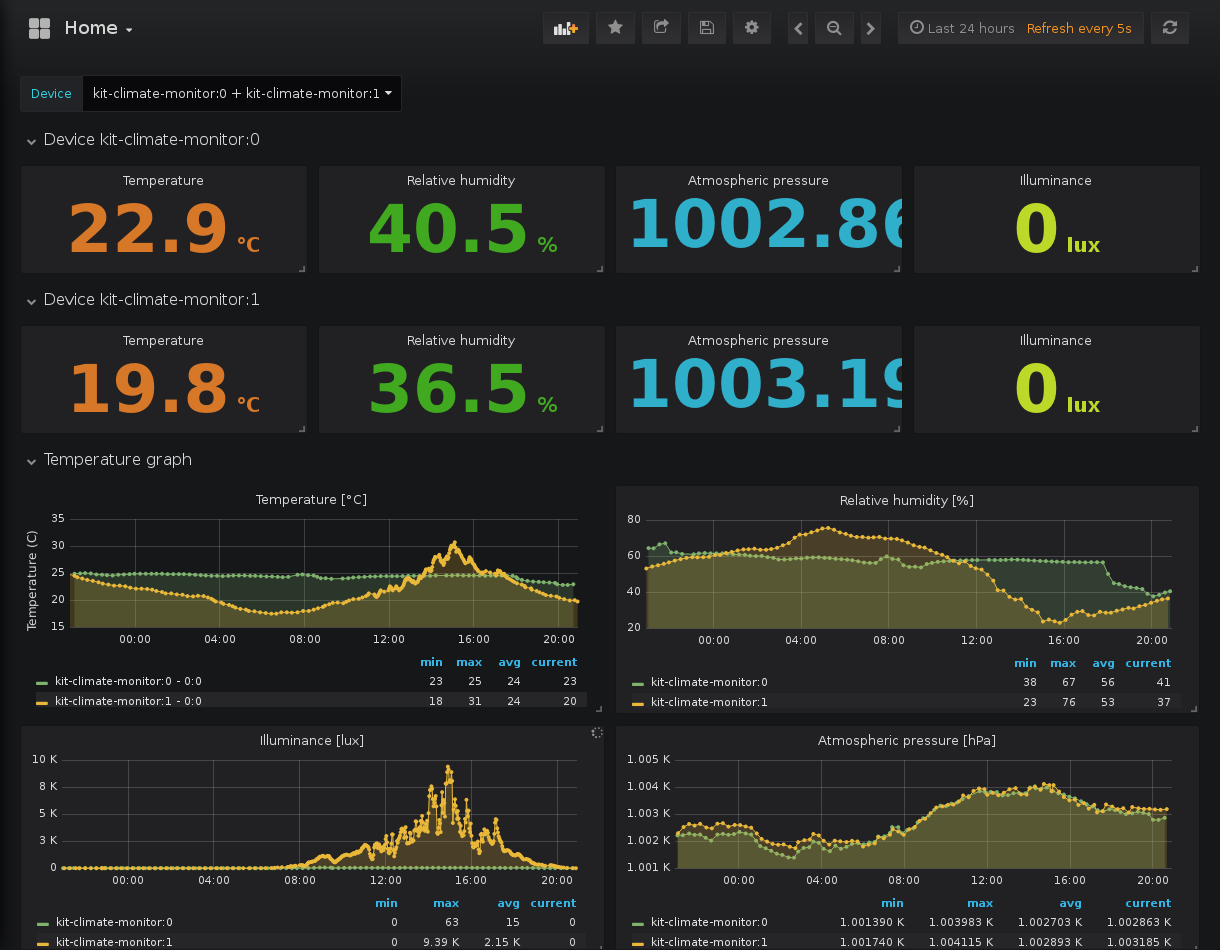 Home
Last 24 hours Refresh every 5s
Device kit-climate-monitor:0 + kit-climate-monitor:1
Device kit-climate-monitor:0
Temperature Relative humidity Atmospheric pressure Illuminance
22.9 °C 40.5 % 1002.86 0 lux
Device kit-climate-monitor:1
Temperature Relative humidity Atmospheric pressure Illuminance
19.8 °C 36.5 % 1003.19 0 lux
Temperature graph
Temperature [°C]
Temperature (C)
35
30
25
20
15
00:00 04:00 08:00 12:00 16:00 20:00
min max avg current
kit-climate-monitor:0 - 0:0 23 25 24 23
kit-climate-monitor:1 - 0:0 18 31 24 20
Relative humidity [%]
80
60
40
20
00:00 04:00 08:00 12:00 16:00 20:00
min max avg current
kit-climate-monitor:0 38 67 56 41
kit-climate-monitor:1 23 76 53 37
Illuminance [lux]
10 K
8 K
5 K
3 K
0
00:00 04:00 08:00 12:00 16:00 20:00
min max avg current
kit-climate-monitor:0 0 63 15 0
kit-climate-monitor:1 0 9.39 K 2.15 K 0
Atmospheric pressure [hPa]
1.005 K
1.004 K
1.003 K
1.002 K
1.001 K
00:00 04:00 08:00 12:00 16:00 20:00
min max avg current
kit-climate-monitor:0 1.001390 K 1.003983 K 1.002703 K 1.002863 K
kit-climate-monitor:1 1.001740 K 1.004115 K 1.002893 K 1.003185 K